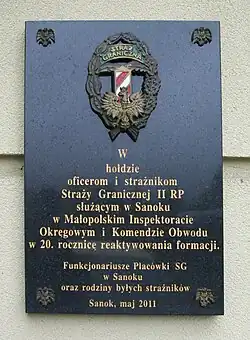 STRAŻ
GRANICZNA
W
hołdzie
oficerom i strażnikom
Straży Granicznej II RP
służącym w Sanoku
w Małopolskim Inspektoracie
Okręgowym i Komendzie Obwodu
w 20. rocznicę reaktywowania formacji.
Funkcjonariusze Placówki SG
w Sanoku
oraz rodziny byłych strażników
Sanok, maj 2011